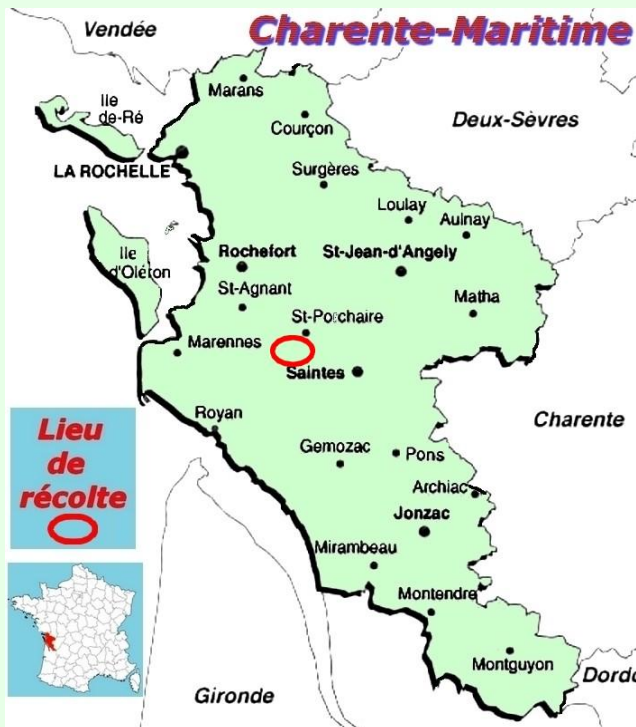 Charente-Maritime
Vendée
Marans
Ile
de-Ré
Courçon
Deux-Sèvres
LA ROCHELLE
Surgères
Loulay
Aulnay
Rochefort
St-Jean-d'Angely
Ile
d'Oléron
St-Agnant
Matha
St-Porchaire
Marennes
Saintes
Royan
Charente
Lieu
de
récolte
Gemozac
Pons
Archiac
Jonzac
Mirambeau
Montendre
Montguyon
Dordo
Gironde